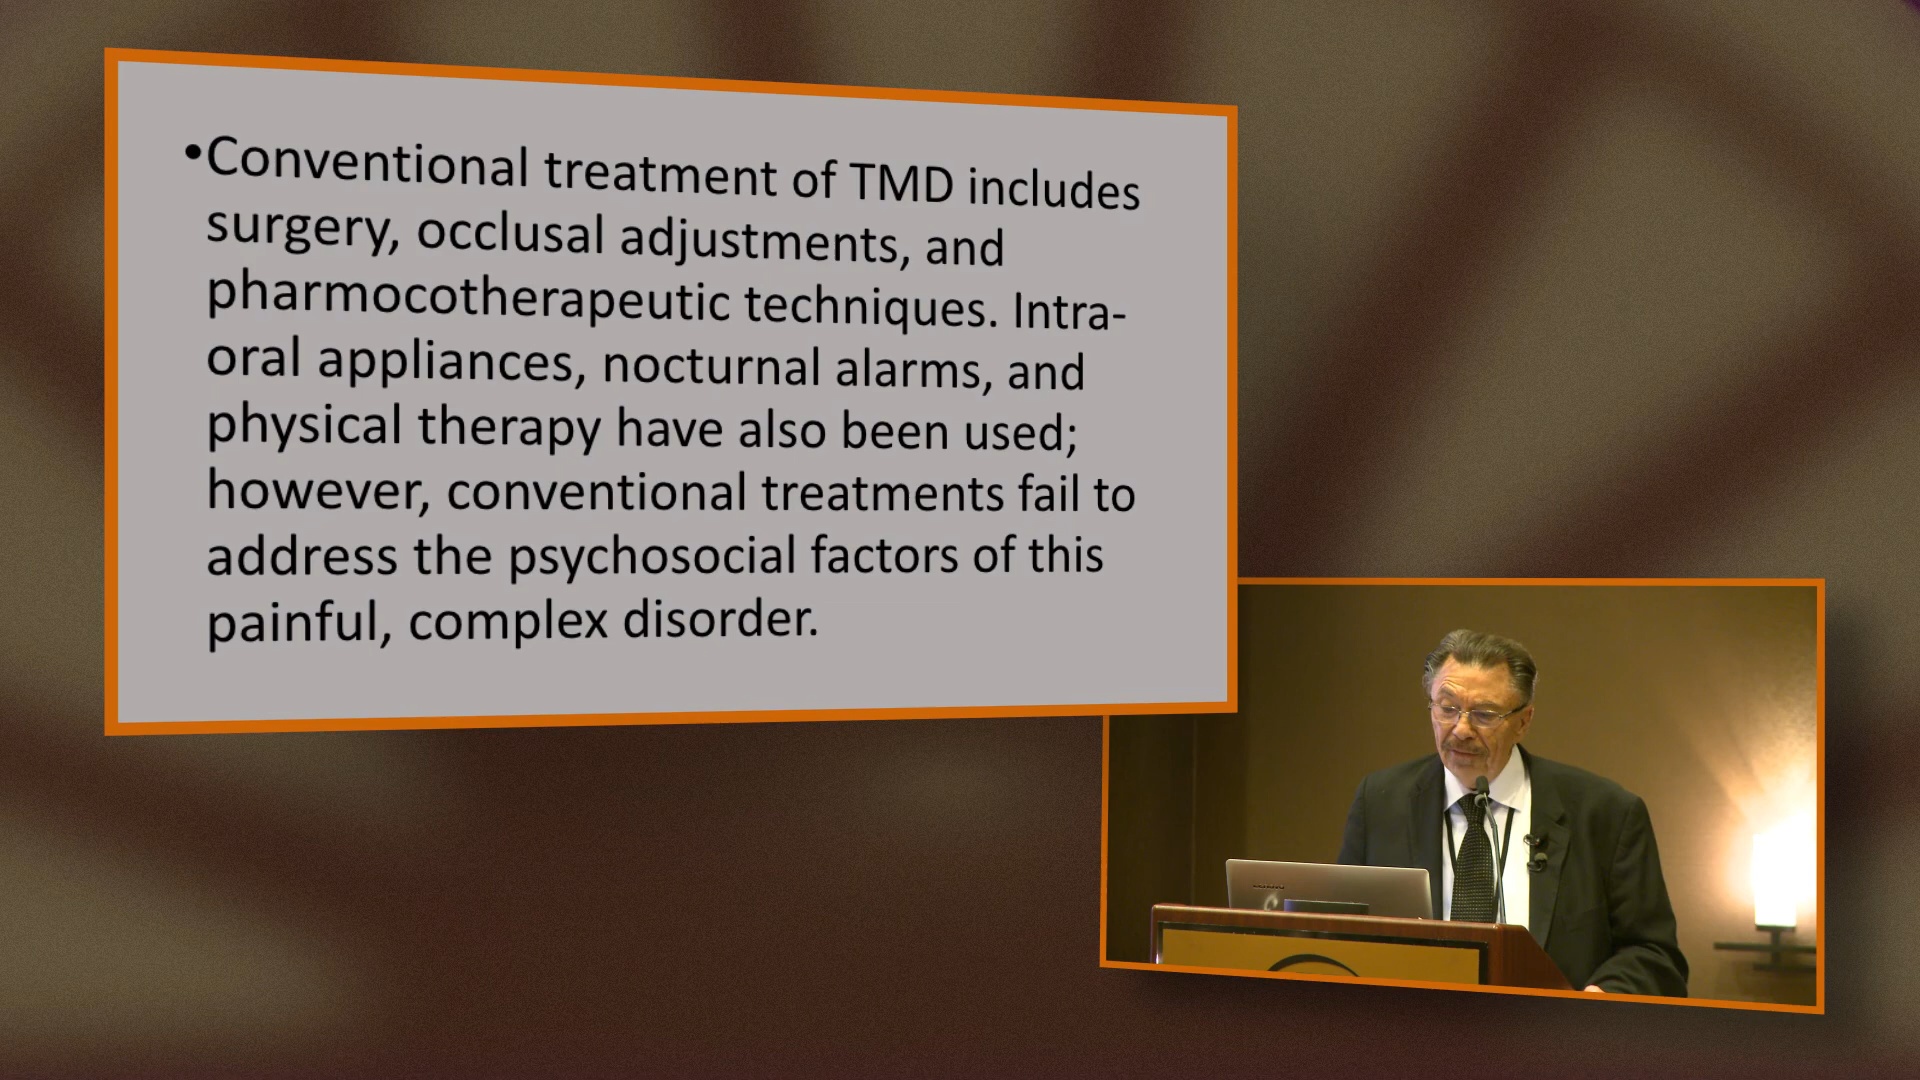 •Conventional treatment of TMD includes
surgery, occlusal adjustments, and
pharmocotherapeutic techniques. Intra-
oral appliances, nocturnal alarms, and
physical therapy have also been used;
however, conventional treatments fail to
address the psychosocial factors of this
painful, complex disorder.